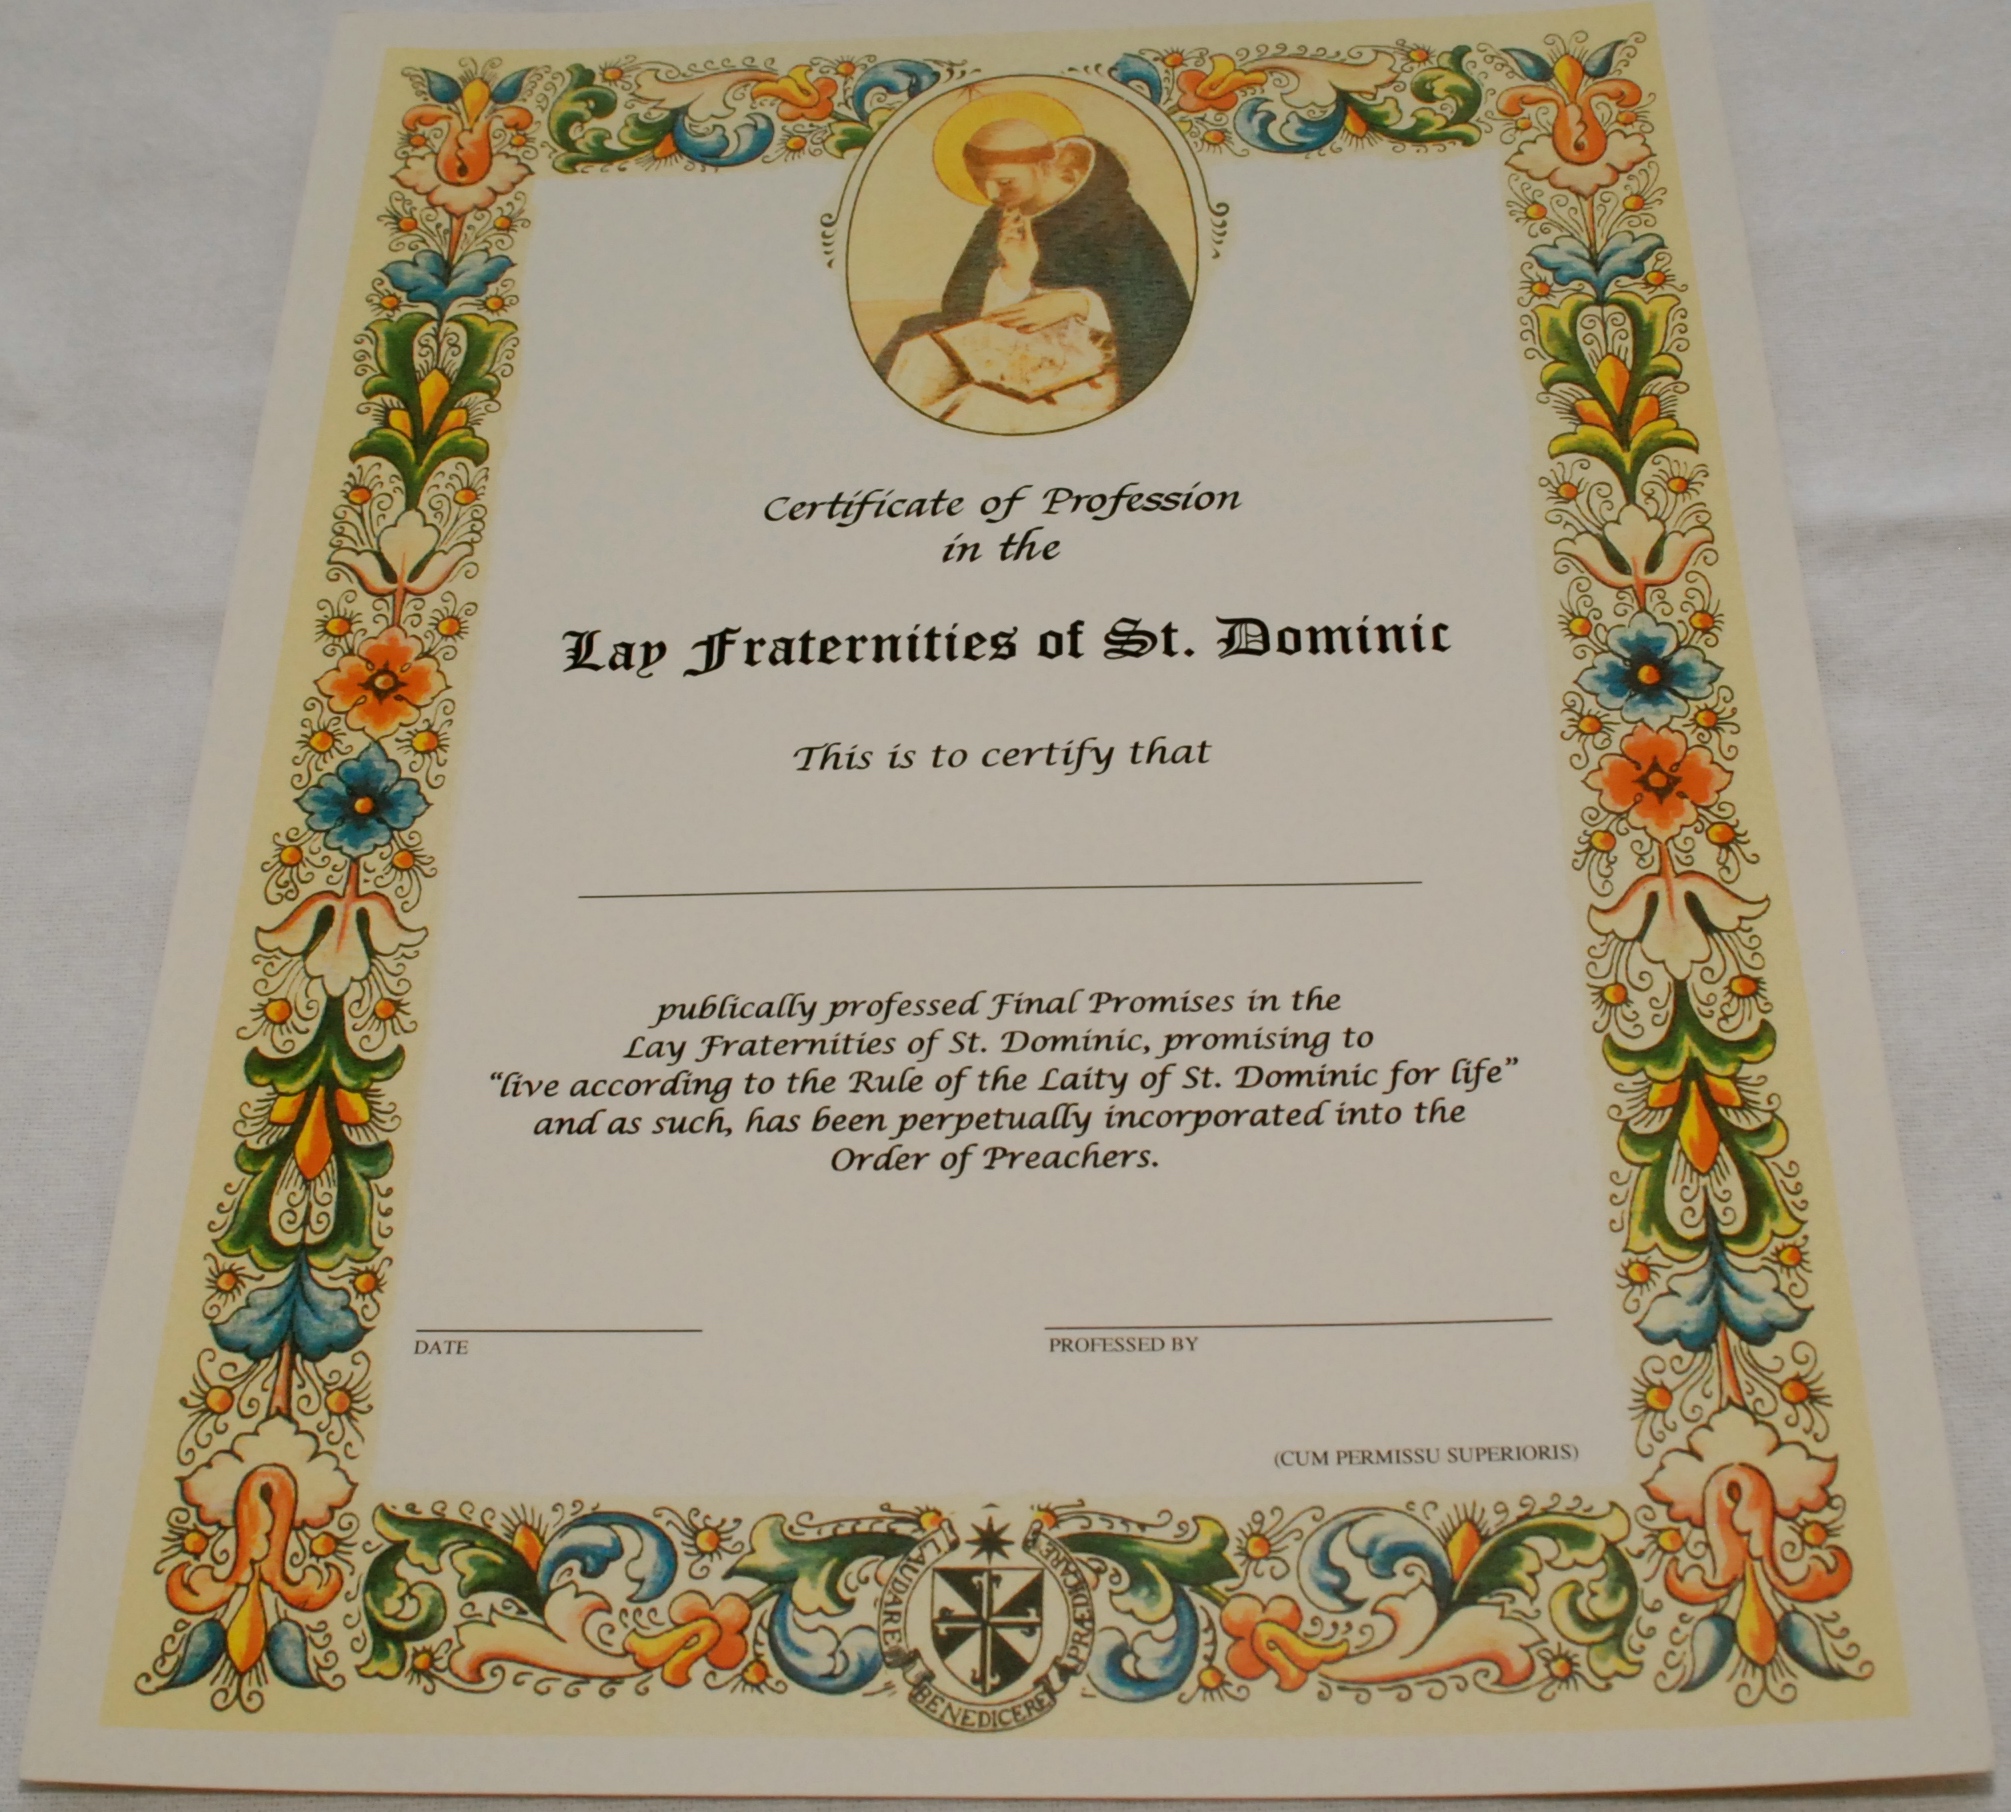 Certificate of Profession
in the
Lay Fraternities of St. Dominic
This is to certify that
publically professed Final Promises in the
Lay Fraternities of St. Dominic, promising to
“live according to the Rule of the Laity of St. Dominic for life”
and as such, has been perpetually incorporated into the
Order of Preachers.
DATE
PROFESSED BY
(CUM PERMISSU SUPERIORIS)
LAUDARE
BENEDICERE
PRÆDICARE